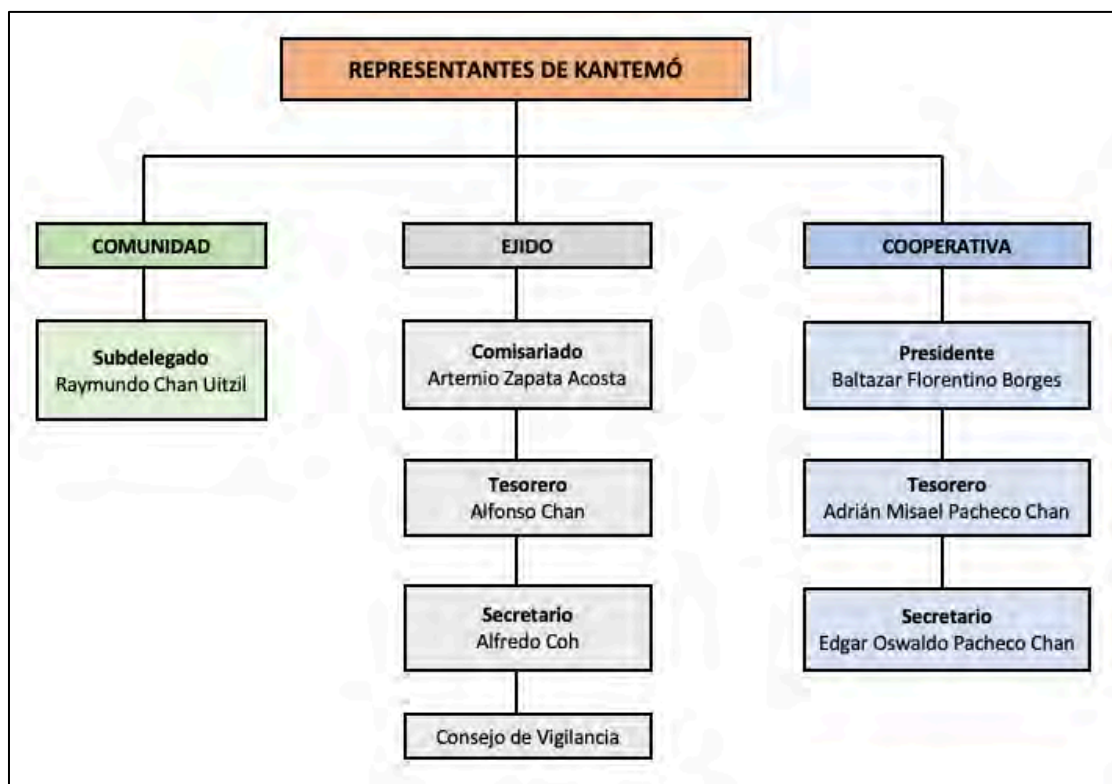 REPRESENTANTES DE KANTEMÓ
COMUNIDAD
Subdelegado
Raymundo Chan Uitzil
EJIDO
Comisariado
Artemio Zapata Acosta
Tesorero
Alfonso Chan
Secretario
Alfredo Coh
Consejo de Vigilancia
COOPERATIVA
Presidente
Baltazar Florentino Borges
Tesorero
Adrián Misael Pacheco Chan
Secretario
Edgar Oswaldo Pacheco Chan